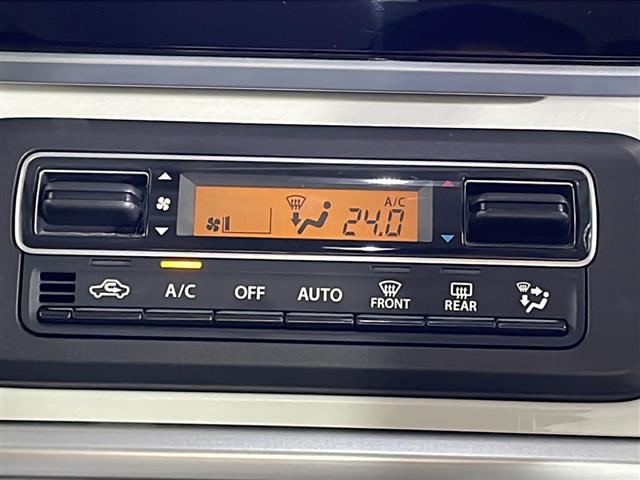 A/C
24.0
A/C OFF AUTO FRONT REAR